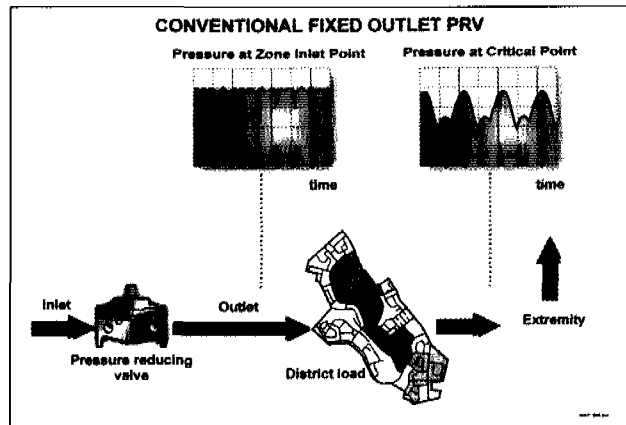 CONVENTIONAL FIXED OUTLET PRV
Pressure at Zone Inlet Point
Pressure at Critical Point
time
time
Inlet
Outlet
Pressure reducing
valve
District load
Extremity